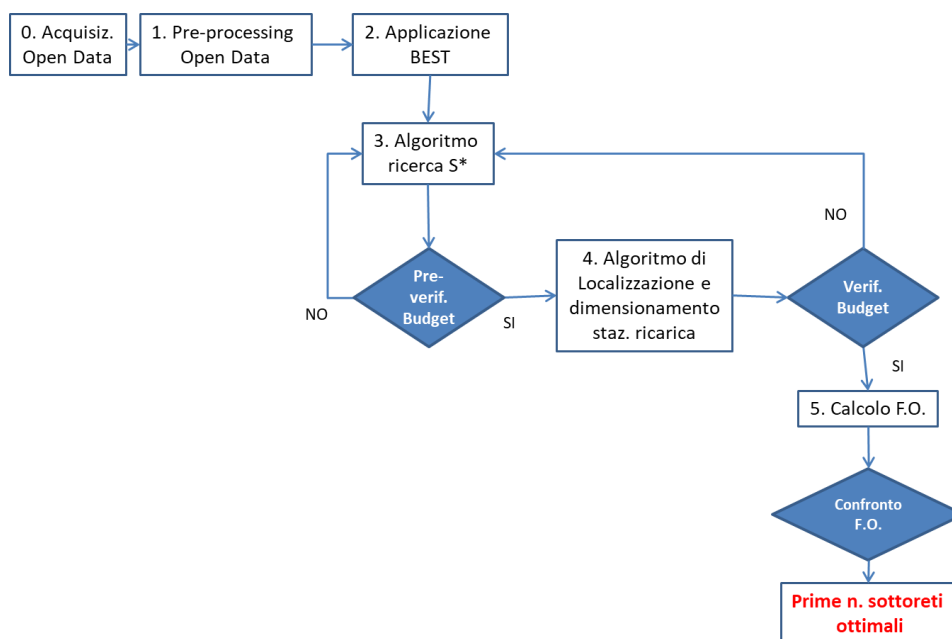 0. Acquisiz.
Open Data
1. Pre-processing
Open Data
2. Applicazione
BEST
3. Algoritmo
ricerca S*
NO
Pre-
verif.
Budget
NO
SI
4. Algoritmo di
Localizzazione e
dimensionamento
staz. ricarica
Verif.
Budget
SI
5. Calcolo F.O.
Confronto
F.O.
Prime n. sottoreti
ottimali